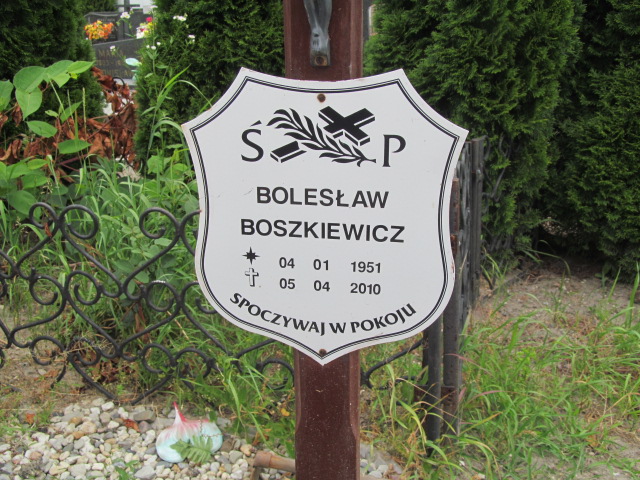 Ś P
BOLESŁAW
BOSZKIEWICZ
04 01 1951
05 04 2010
SPOCZYWAJ W POKOJU